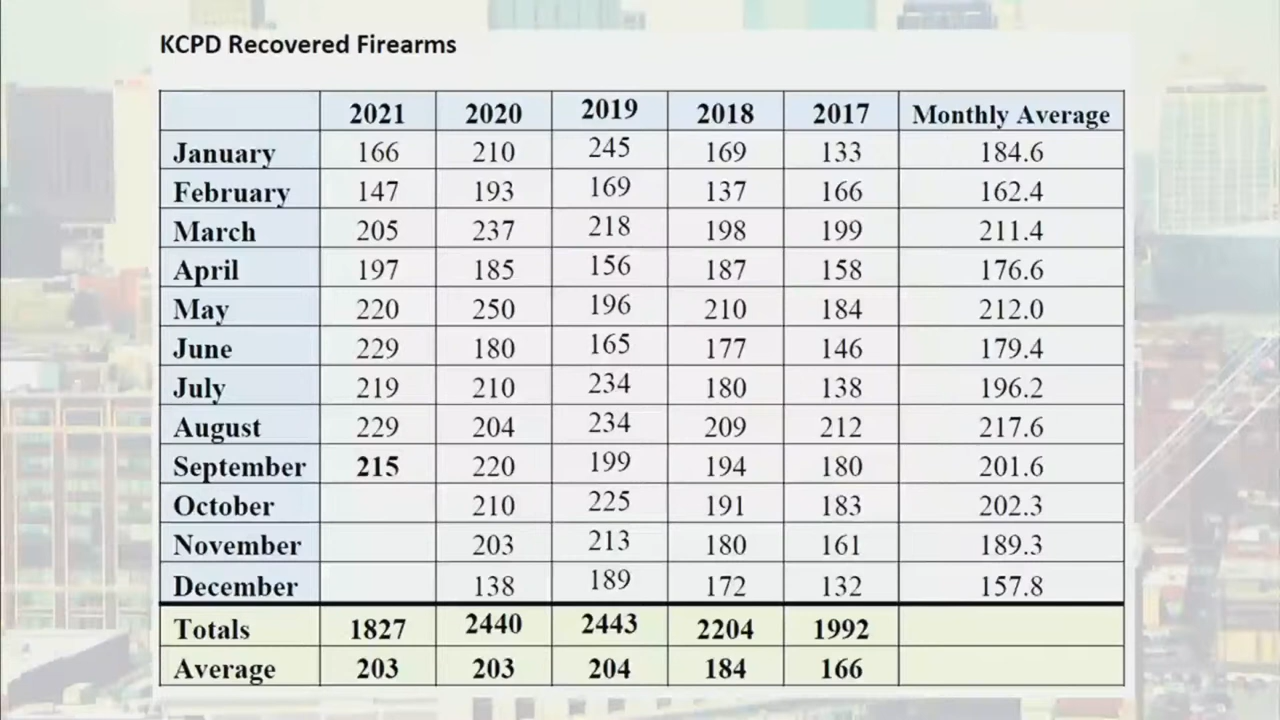 KCPD Recovered Firearms
2021 2020 2019 2018 2017 Monthly Average
January 166 210 245 169 133 184.6
February 147 193 169 137 166 162.4
March 205 237 218 198 199 211.4
April 197 185 156 187 158 176.6
May 220 250 196 210 184 212.0
June 229 180 165 177 146 179.4
July 219 210 234 180 138 196.2
August 229 204 234 209 212 217.6
September 215 220 199 194 180 201.6
October 210 225 191 183 202.3
November 203 213 180 161 189.3
December 138 189 172 132 157.8
Totals 1827 2440 2443 2204 1992
Average 203 203 204 184 166